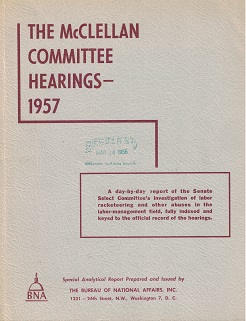 THE McCLELLAN
COMMITTEE
HEARINGS—
1957
1958
A day-by-day report of the Senate
Select Committee's investigation of labor
racketeering and other abuses in the
labor-management field, fully indexed and
keyed to the official record of the hearings.
Special Analytical Report Prepared and Issued by
THE BUREAU OF NATIONAL AFFAIRS, INC.
1231 - 24th Street, N.W., Washington 7, D. C.
BNA